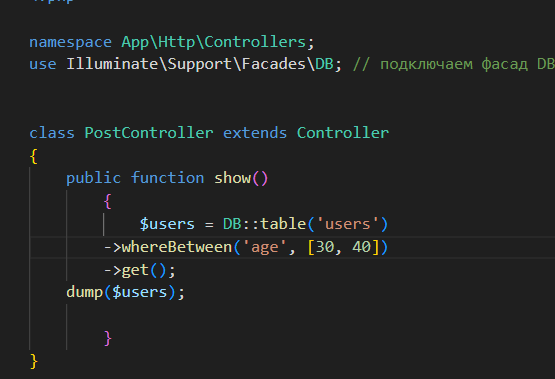 namespace App\Http\Controllers;
use Illuminate\Support\Facades\DB; // подключаем фасад DB
class PostController extends Controller
{
public function show()
{
$users = DB::table('users')
->whereBetween('age', [30, 40])
->get();
dump($users);
}
}